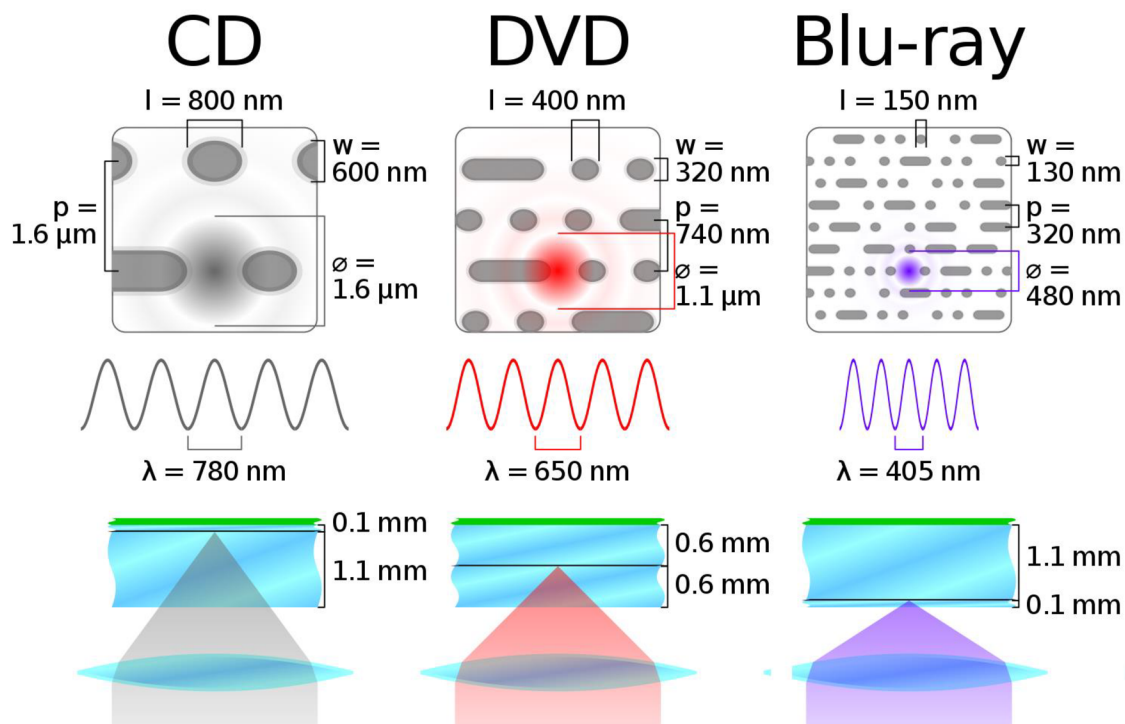 CD
DVD
Blu-ray
l = 800 nm
w =
600 nm
p =
1.6 µm
⌀ =
1.6 µm
l = 400 nm
w =
320 nm
p =
740 nm
⌀ =
1.1 µm
l = 150 nm
w =
130 nm
p =
320 nm
⌀ =
480 nm
λ = 780 nm
λ = 650 nm
λ = 405 nm
0.1 mm
1.1 mm
0.6 mm
0.6 mm
1.1 mm
0.1 mm